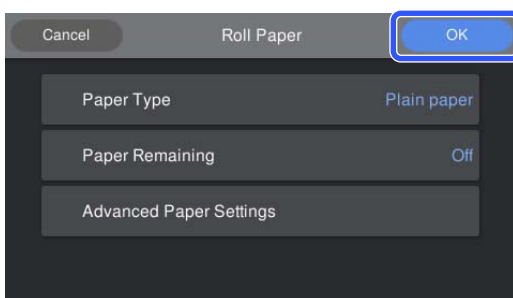 Cancel Roll Paper OK
Paper Type Plain paper
Paper Remaining Off
Advanced Paper Settings